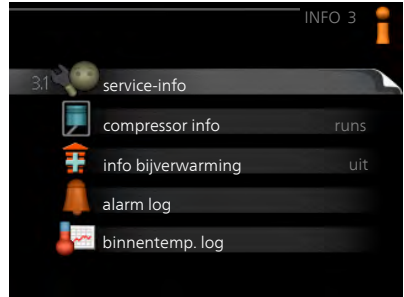 INFO 3
3.1 service-info
compressor info runs
info bijverwarming uit
alarm log
binnentemp. log